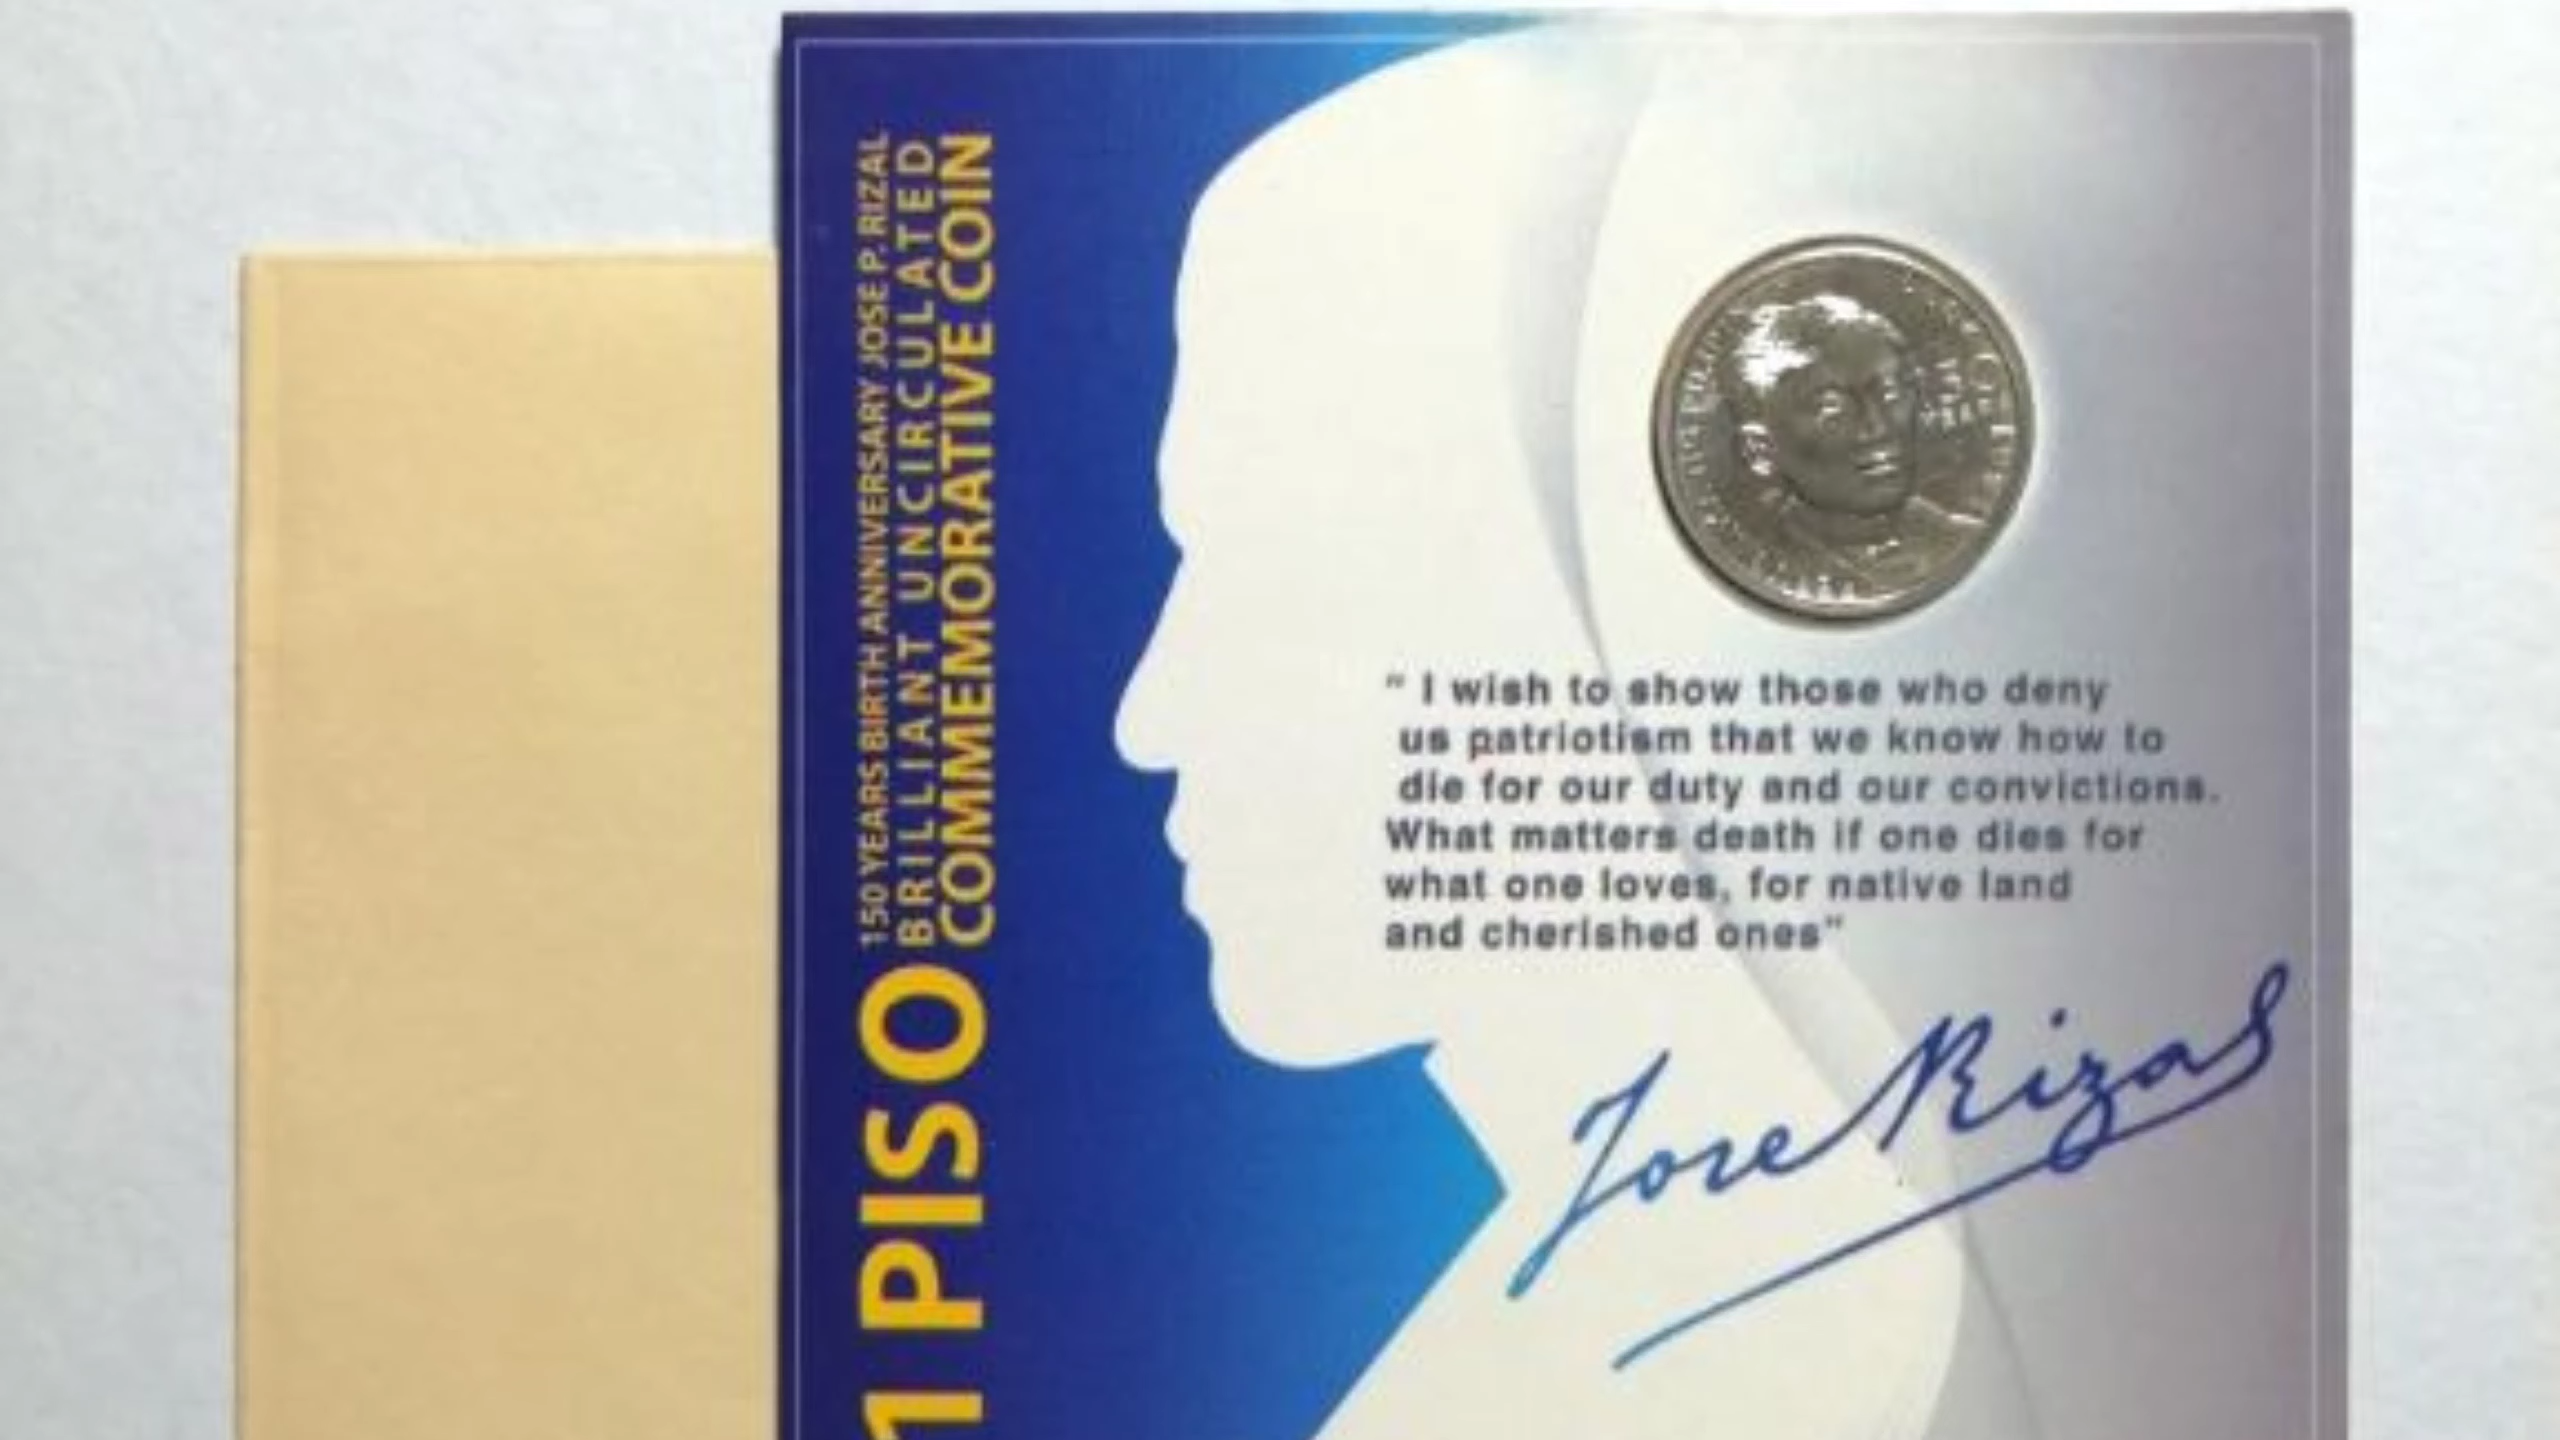 150 YEARS BIRTH ANNIVERSARY JOSE P. RIZAL
BRILLIANT UNCIRCULATED
COMMEMORATIVE COIN
1 PISO
" I wish to show those who deny
us patriotism that we know how to
die for our duty and our convictions.
What matters death if one dies for
what one loves, for native land
and cherished ones"
Jose Rizal